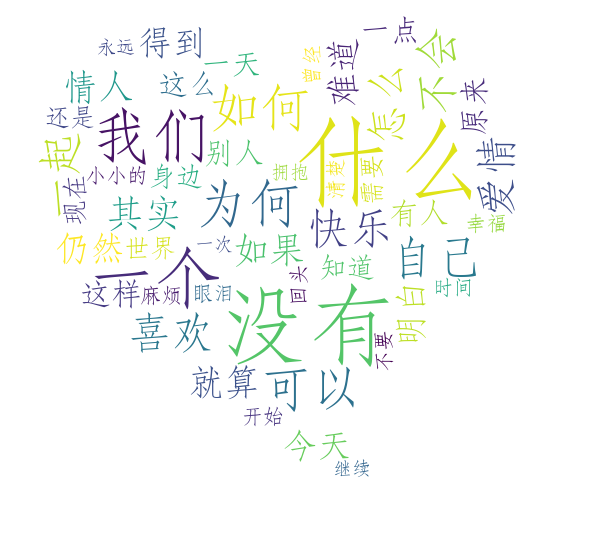 永远
得到
一点
不会
情人
这么
一天
曾经
难道
怎么
原来
还是
我们
如何
什么
一起
别人
拥抱
清楚
需要
爱情
现在
小小的
身边
其实
为何
快乐
有人
幸福
仍然
世界
一次
如果
回头
知道
自己
一个
这样
麻烦
眼泪
没有
明白
时间
喜欢
不要
就算
可以
开始
今天
继续